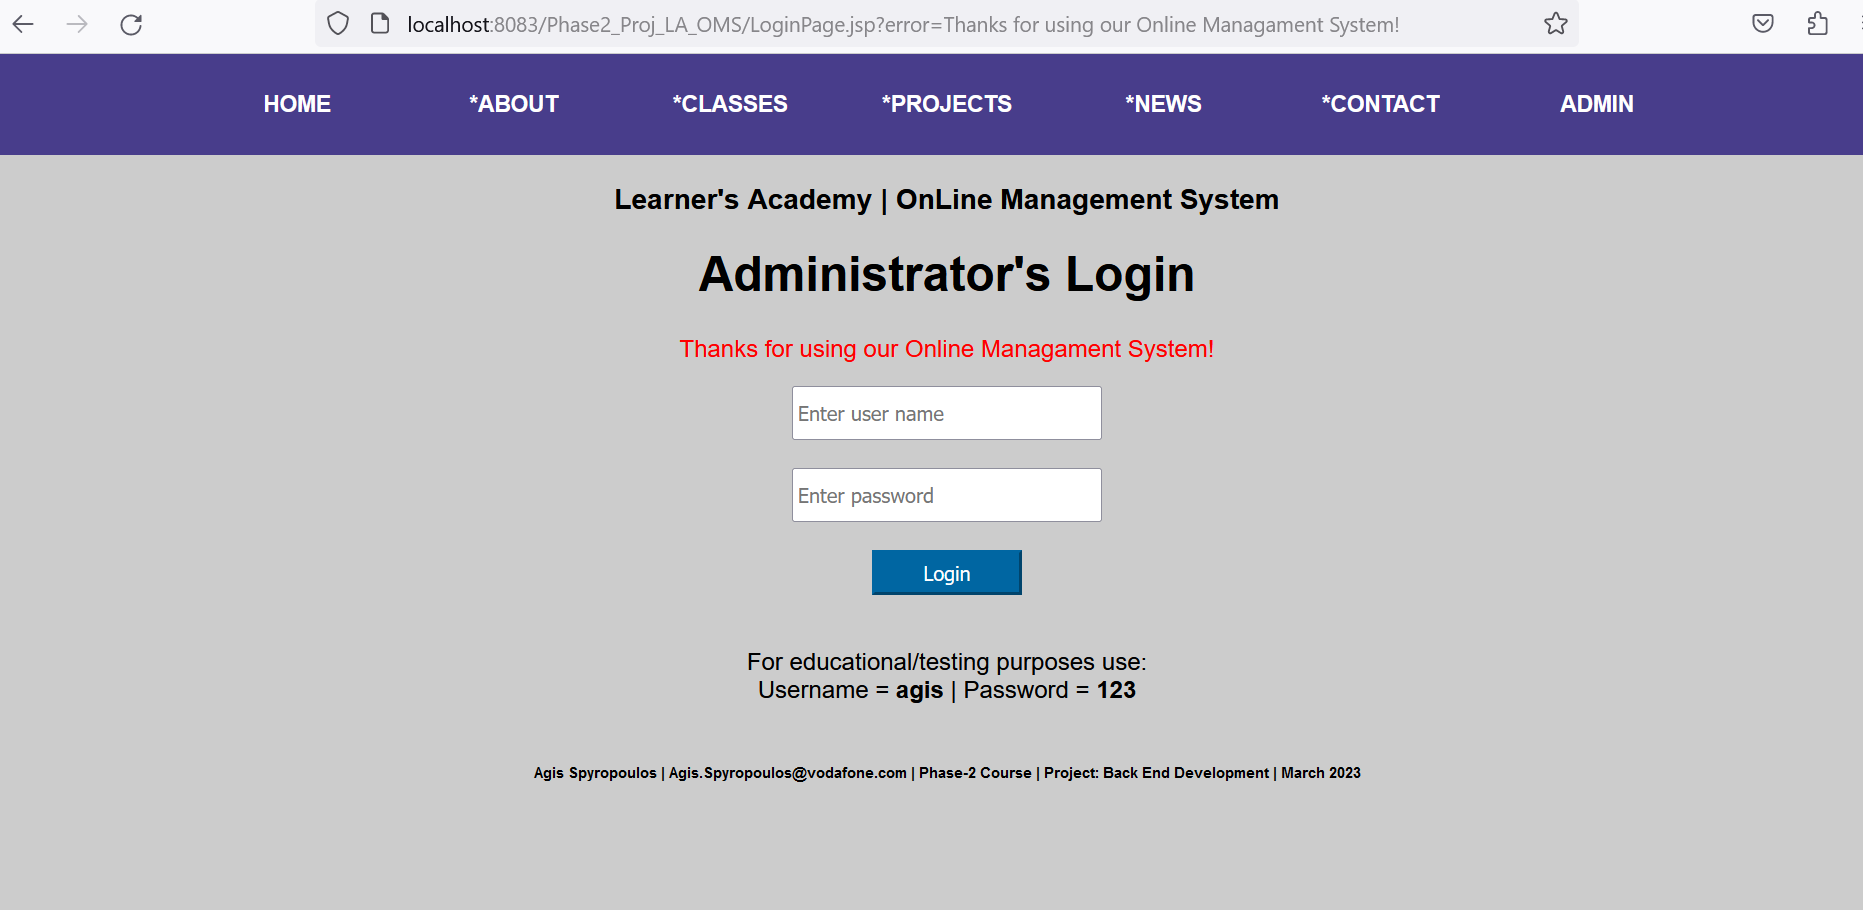 localhost:8083/Phase2_Proj_LA_OMS/LoginPage.jsp?error=Thanks for using our Online Managament System!
HOME *ABOUT *CLASSES *PROJECTS *NEWS *CONTACT ADMIN
Learner's Academy | OnLine Management System
Administrator's Login
Thanks for using our Online Managament System!
Enter user name
Enter password
Login
For educational/testing purposes use:
Username = agis | Password = 123
Agis Spyropoulos | Agis.Spyropoulos@vodafone.com | Phase-2 Course | Project: Back End Development | March 2023